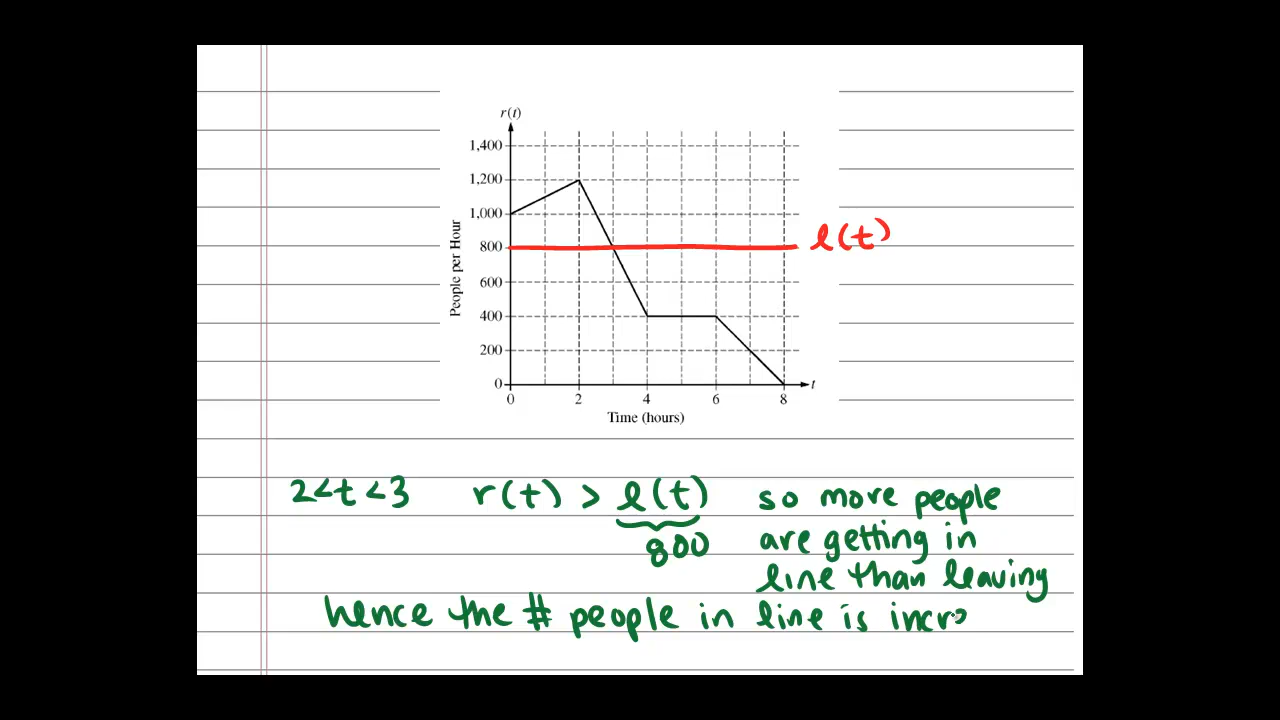 r(t)
1,400
1,200
1,000
800
600
400
200
0
People per Hour
0 2 4 6 8 t
Time (hours)
l(t)
2<t<3 r(t) > l(t) so more people
800 are getting in
line than leaving
hence the # people in line is incr